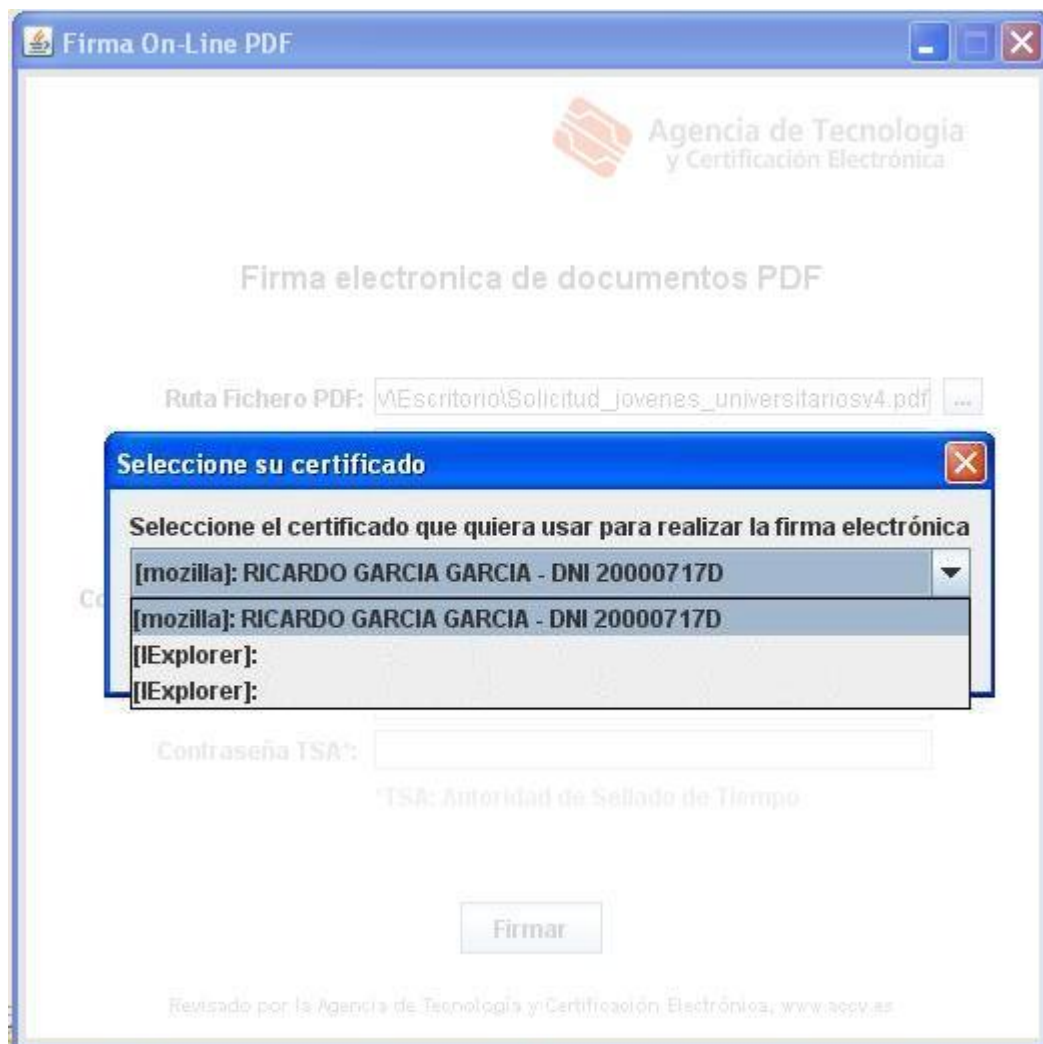 Firma On-Line PDF
Agencia de Tecnología
y Certificación Electrónica
Firma electronica de documentos PDF
Ruta Fichero PDF: V\Escritorio\Solicitud_jovenes_universitariosv4.pdf ...
Seleccione su certificado
Seleccione el certificado que quiera usar para realizar la firma electrónica
[mozilla]: RICARDO GARCIA GARCIA - DNI 20000717D
Co
[mozilla]: RICARDO GARCIA GARCIA - DNI 20000717D
[IExplorer]:
[IExplorer]:
Contraseña TSA*:
*TSA: Autoridad de Sellado de Tiempo
Firmar
Revisado por la Agencia de Tecnología y Certificación Electrónica, www.accv.es